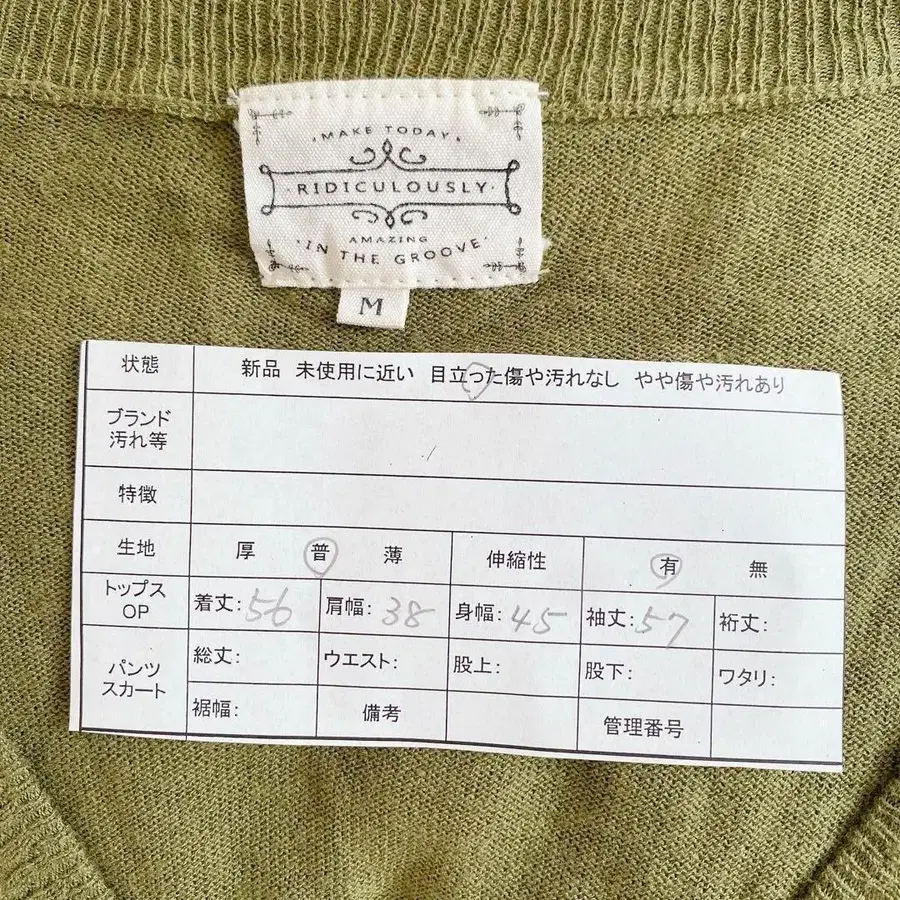 MAKE TODAY
RIDICULOUSLY
AMAZING
IN THE GROOVE
M
状態 新品 未使用に近い 目立った傷や汚れなし やや傷や汚れあり
ブランド
汚れ等
特徴
生地 厚 普 薄 伸縮性 有 無
トップス
OP
着丈: 56 肩幅: 38 身幅: 45 袖丈: 57 裄丈:
パンツ
スカート
総丈: ウエスト: 股上: 股下: ワタリ:
裾幅: 備考 管理番号